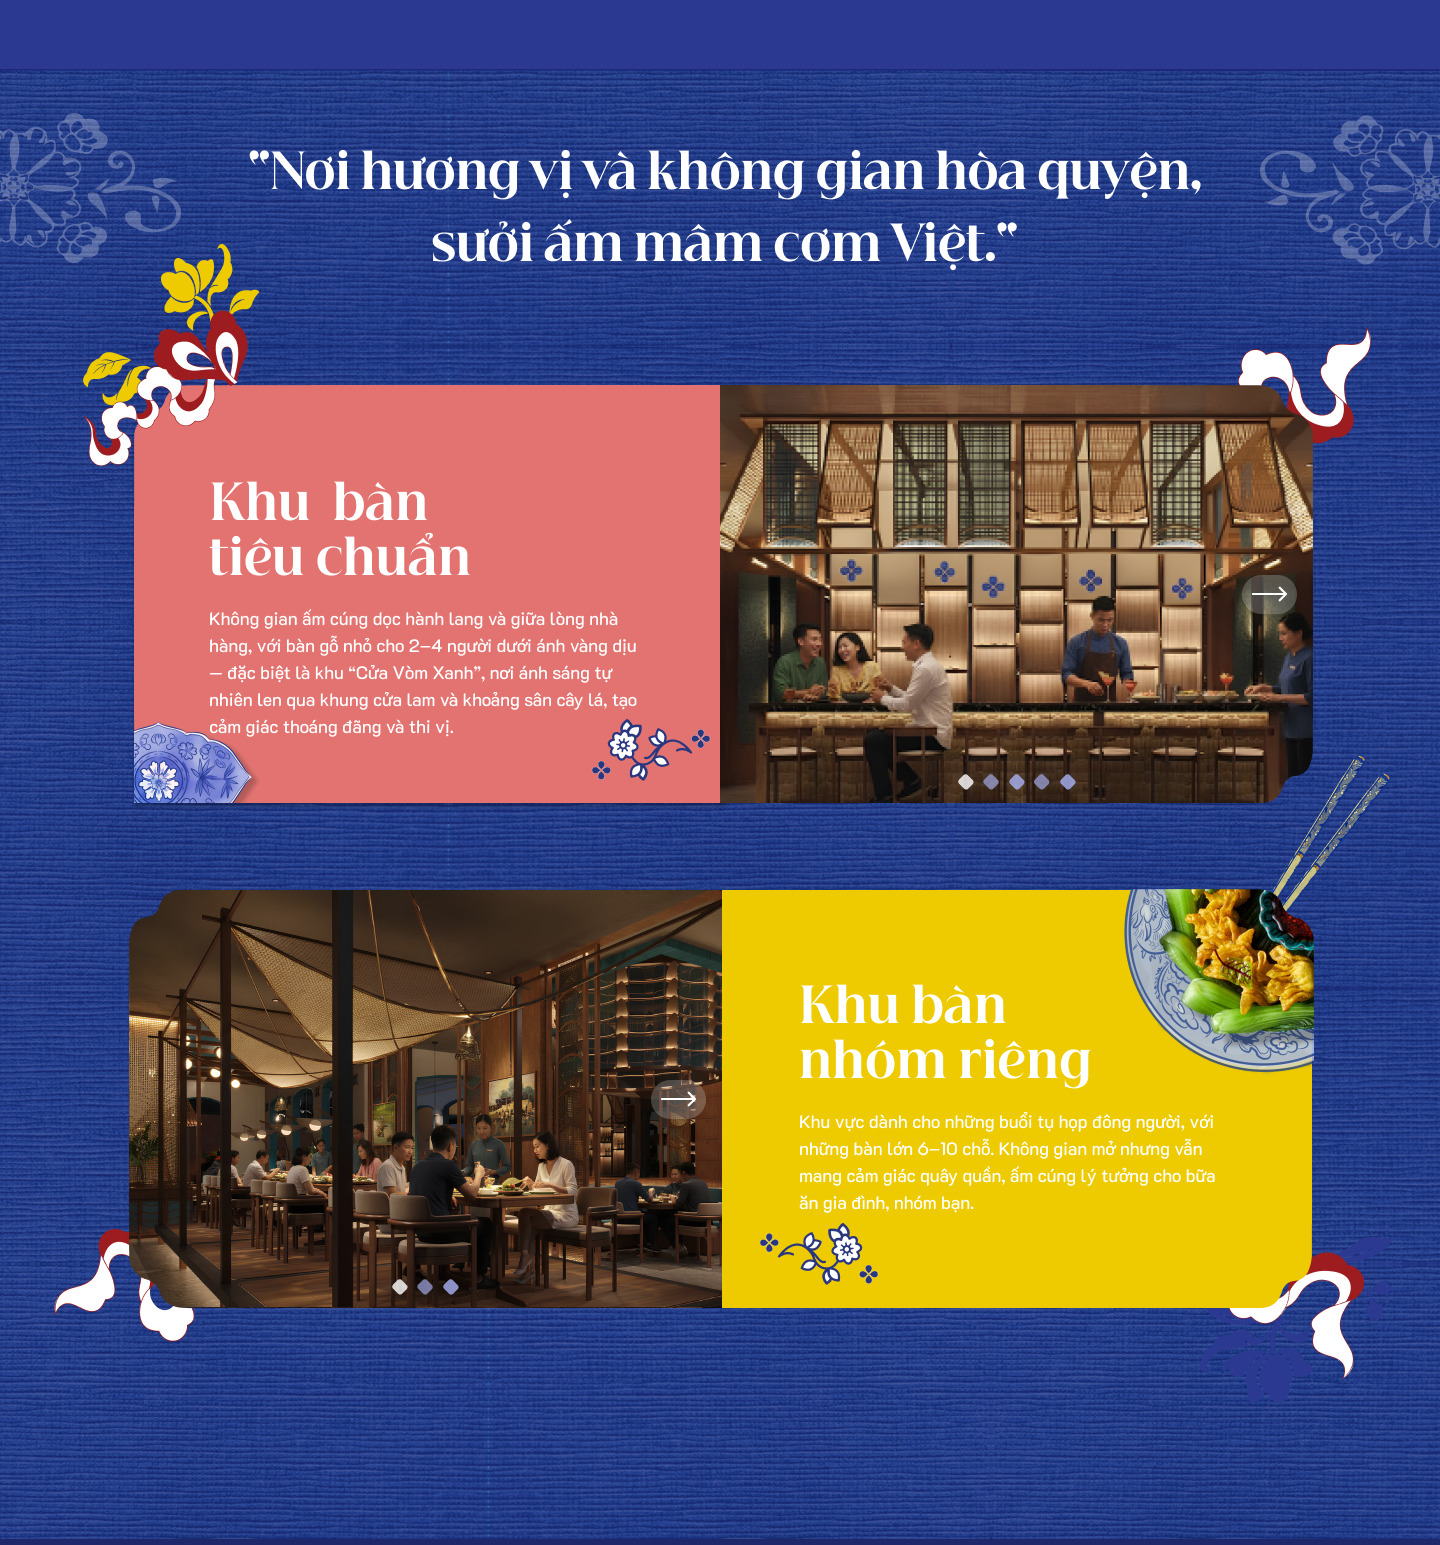 “Nơi hương vị và không gian hòa quyện,
sưởi ấm mâm cơm Việt.“
Khu bàn
tiêu chuẩn
Không gian ấm cúng dọc hành lang và giữa lòng nhà
hàng, với bàn gỗ nhỏ cho 2–4 người dưới ánh vàng dịu
— đặc biệt là khu “Cửa Vòm Xanh”, nơi ánh sáng tự
nhiên len qua khung cửa lam và khoảng sân cây lá, tạo
cảm giác thoáng đãng và thi vị.
Khu bàn
nhóm riêng
Khu vực dành cho những buổi tụ họp đông người, với
những bàn lớn 6–10 chỗ. Không gian mở nhưng vẫn
mang cảm giác quây quần, ấm cúng lý tưởng cho bữa
ăn gia đình, nhóm bạn.